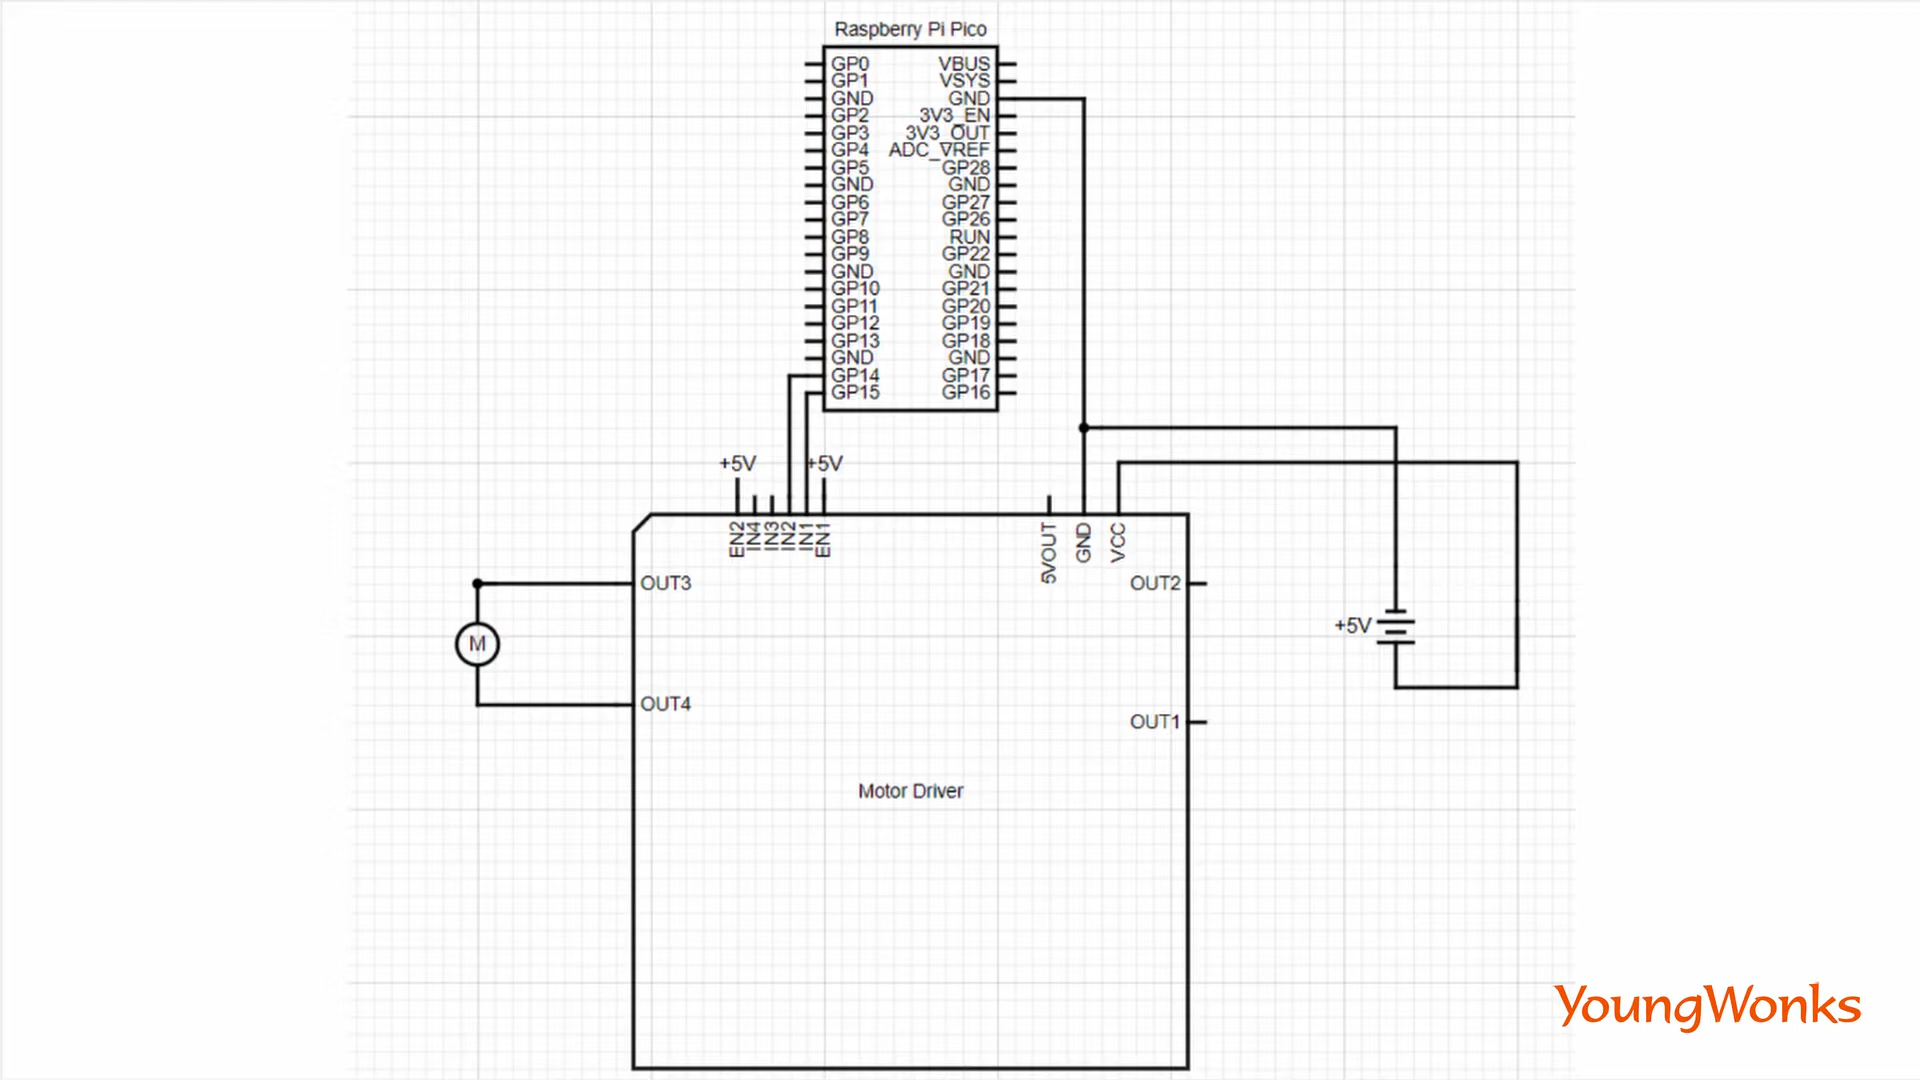 Raspberry Pi Pico
GP0 VBUS
GP1 VSYS
GND GND
GP2 3V3_EN
GP3 3V3_OUT
GP4 ADC_VREF
GP5 GP28
GND GND
GP6 GP27
GP7 GP26
GP8 RUN
GP9 GP22
GND GND
GP10 GP21
GP11 GP20
GP12 GP19
GP13 GP18
GND GND
GP14 GP17
GP15 GP16
+5V +5V
EN2 IN4 IN3 IN2 IN1 EN1 5VOUT GND VCC
OUT3 OUT2
+5V
M
OUT4
OUT1
Motor Driver
YoungWonks